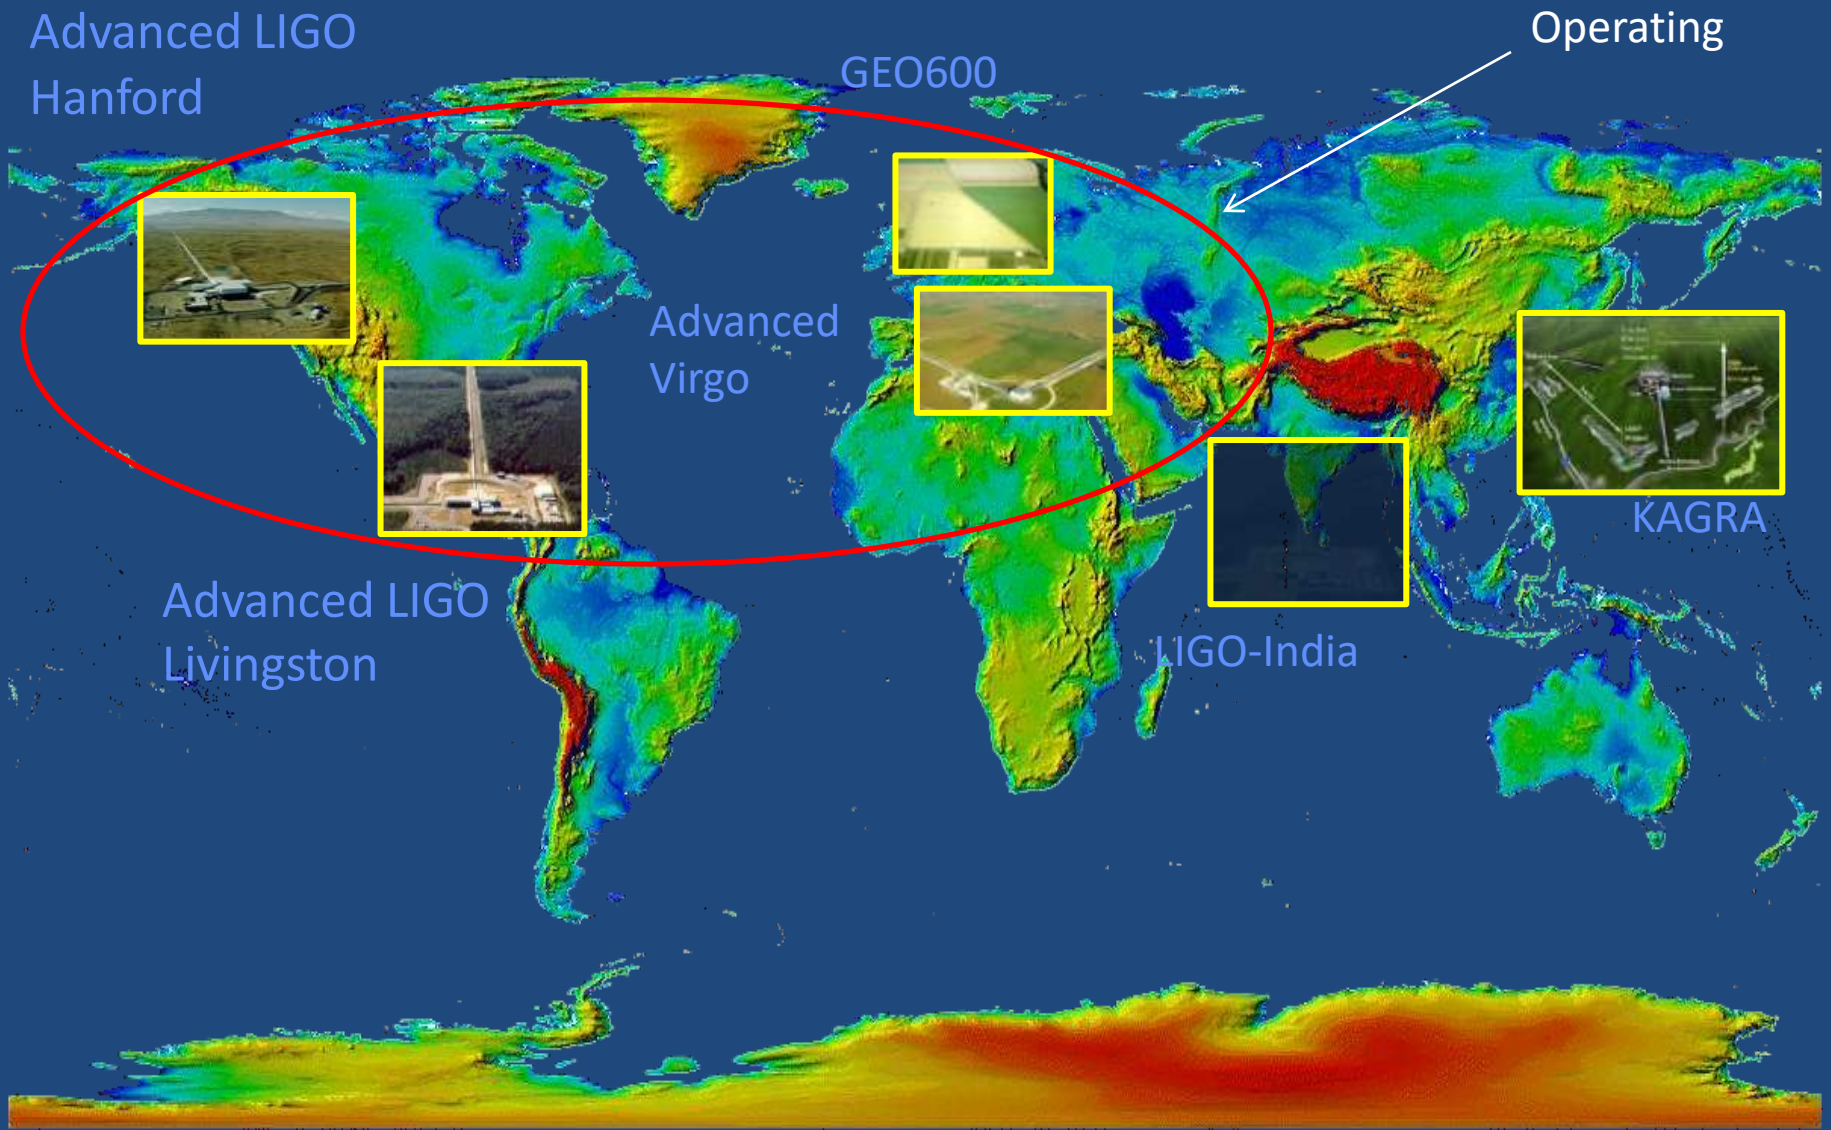 Advanced LIGO
Hanford
GEO600
Operating
Advanced
Virgo
KAGRA
Advanced LIGO
Livingston
LIGO-India